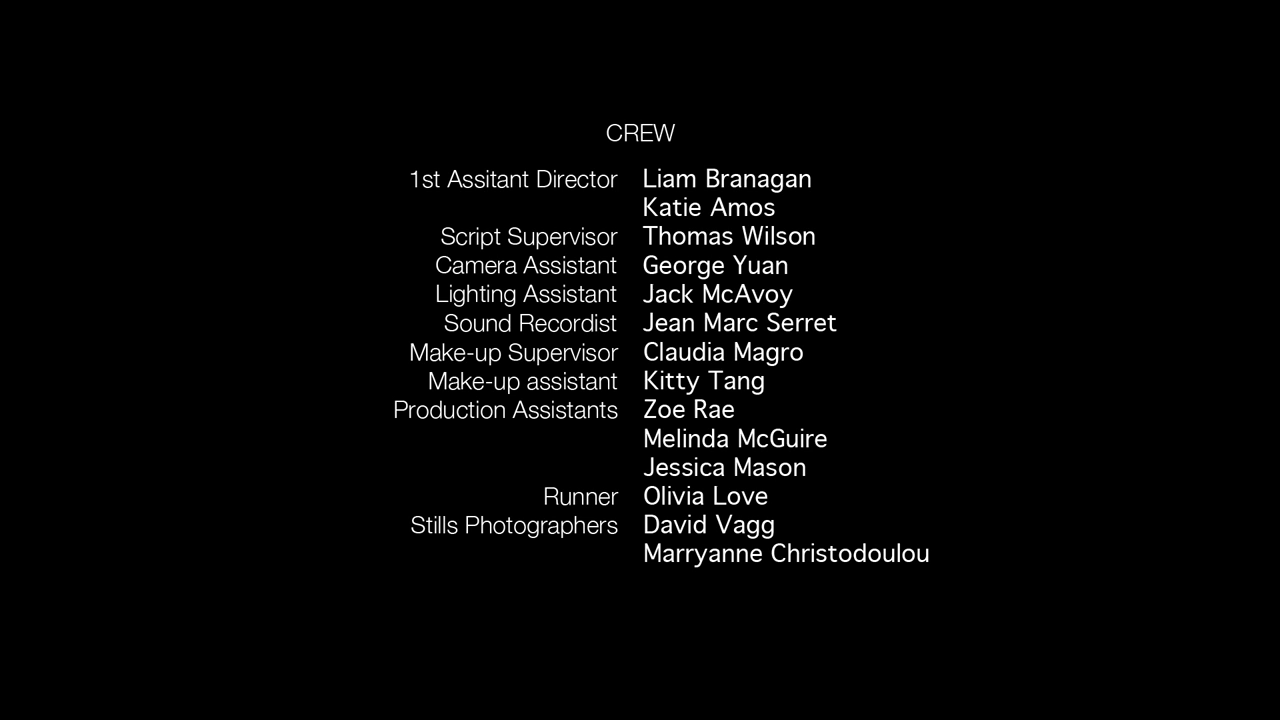 CREW
1st Assitant Director Liam Branagan
Katie Amos
Script Supervisor Thomas Wilson
Camera Assistant George Yuan
Lighting Assistant Jack McAvoy
Sound Recordist Jean Marc Serret
Make-up Supervisor Claudia Magro
Make-up assistant Kitty Tang
Production Assistants Zoe Rae
Melinda McGuire
Jessica Mason
Runner Olivia Love
Stills Photographers David Vagg
Marryanne Christodoulou